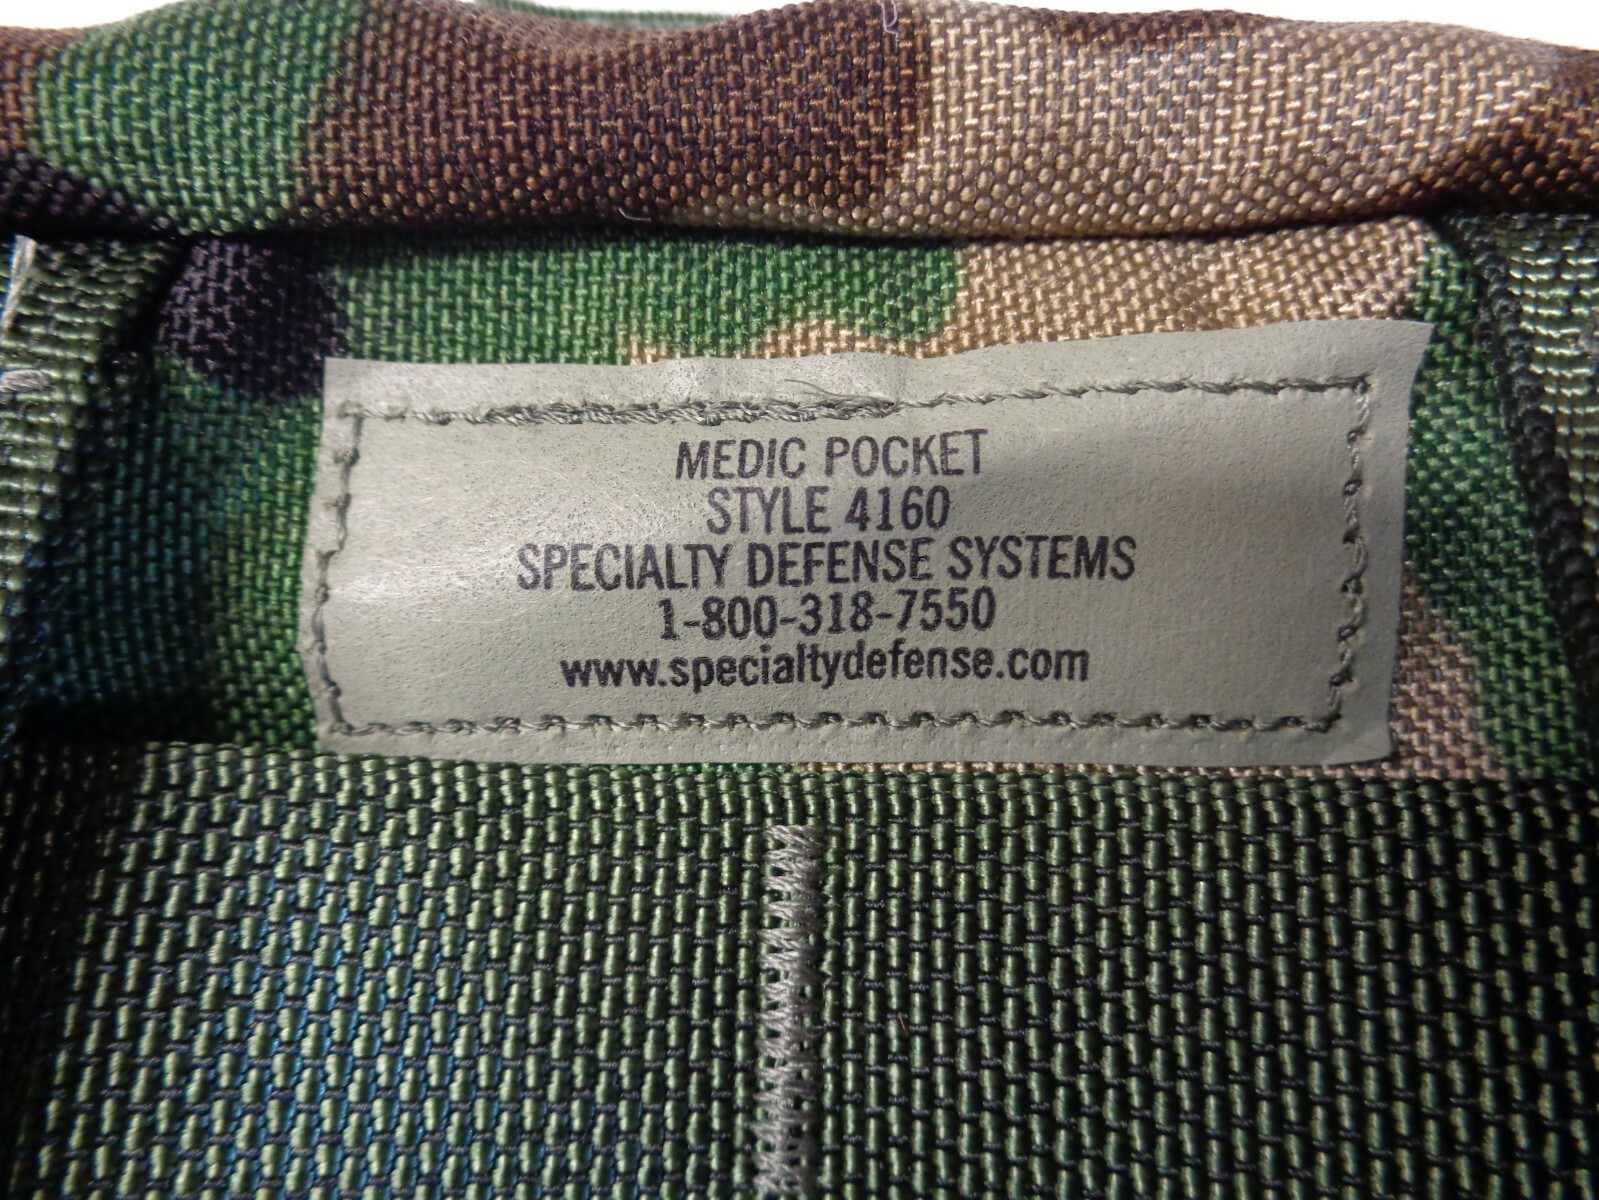 MEDIC POCKET
STYLE 4160
SPECIALTY DEFENSE SYSTEMS
1-800-318-7550
www.specialtydefense.com